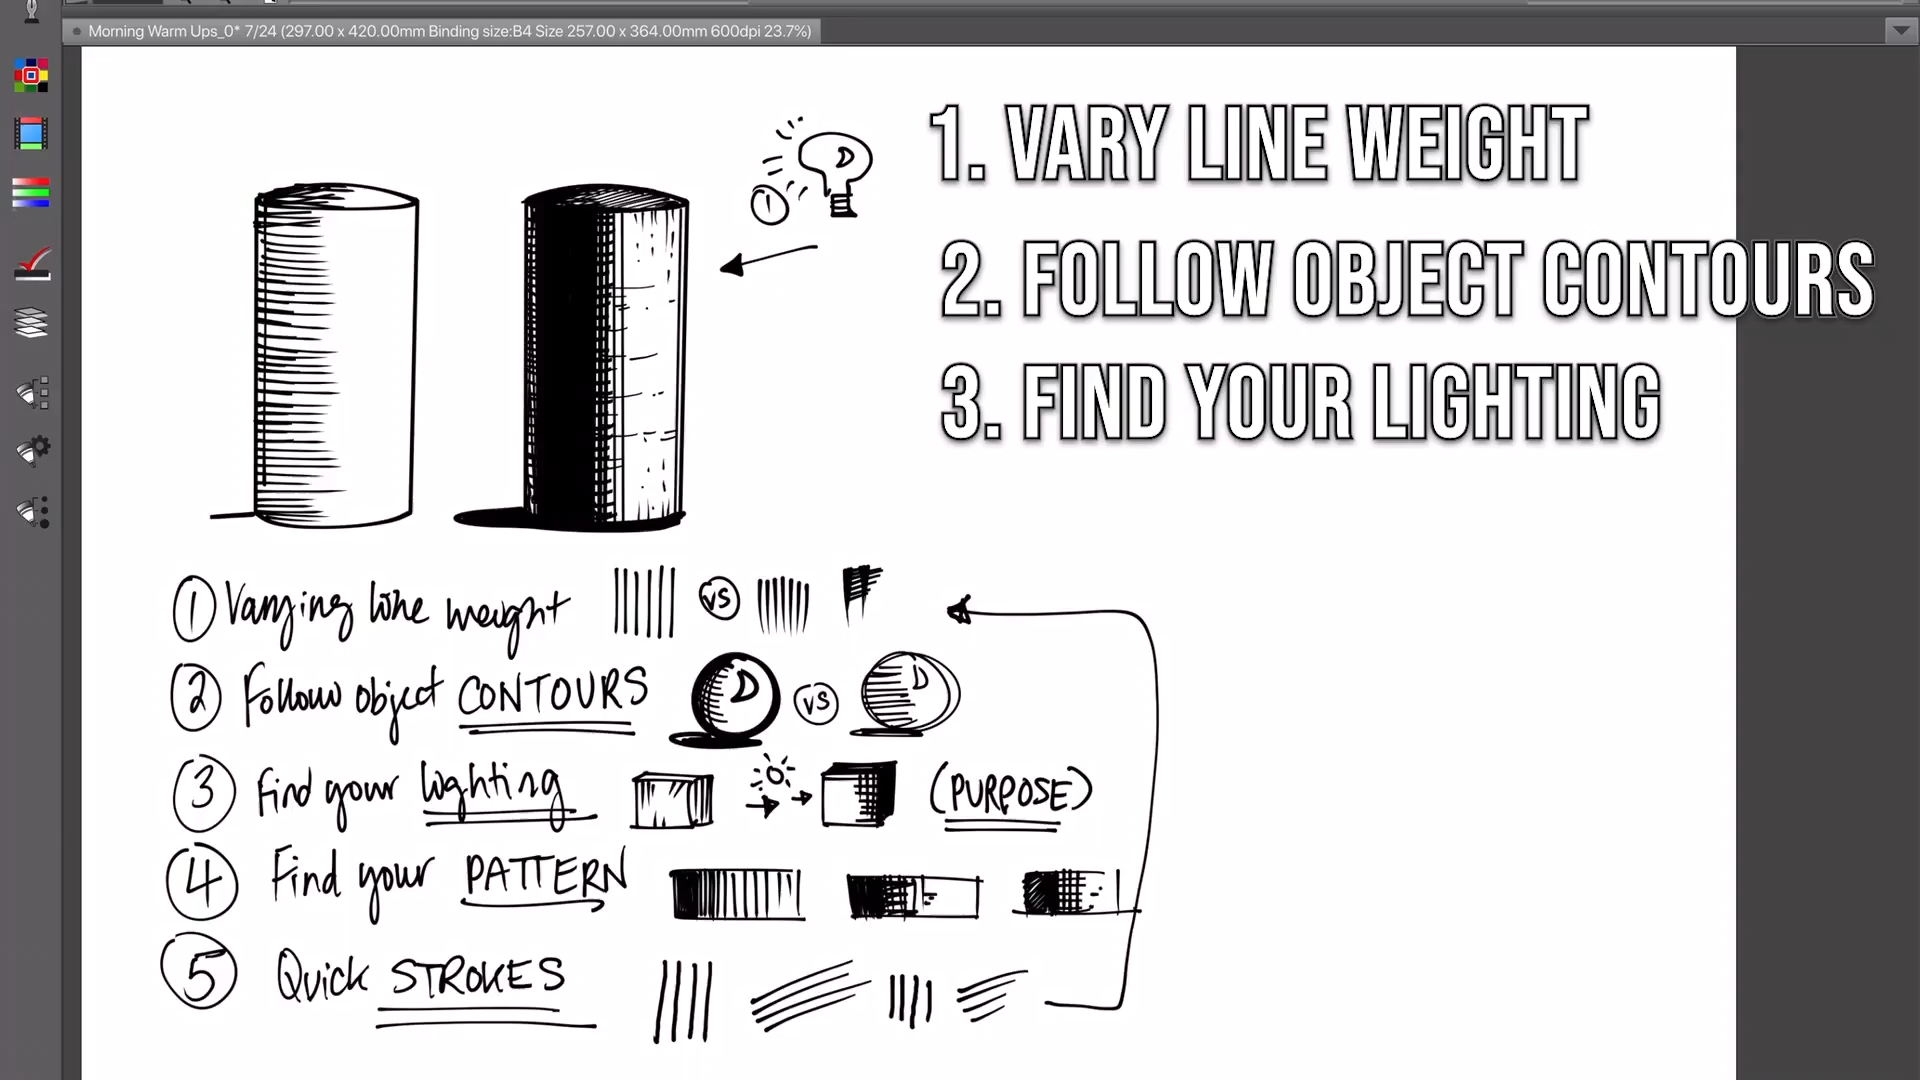 Morning Warm Ups_0* 7/24 (297.00 x 420.00mm Binding size:B4 Size 257.00 x 364.00mm 600dpi 23.7%)
1. VARY LINE WEIGHT
2. FOLLOW OBJECT CONTOURS
3. FIND YOUR LIGHTING
1
1 Varying line weight VS
2 Follow object CONTOURS VS
3 Find your lighting (PURPOSE)
4 Find your PATTERN
5 Quick STROKES